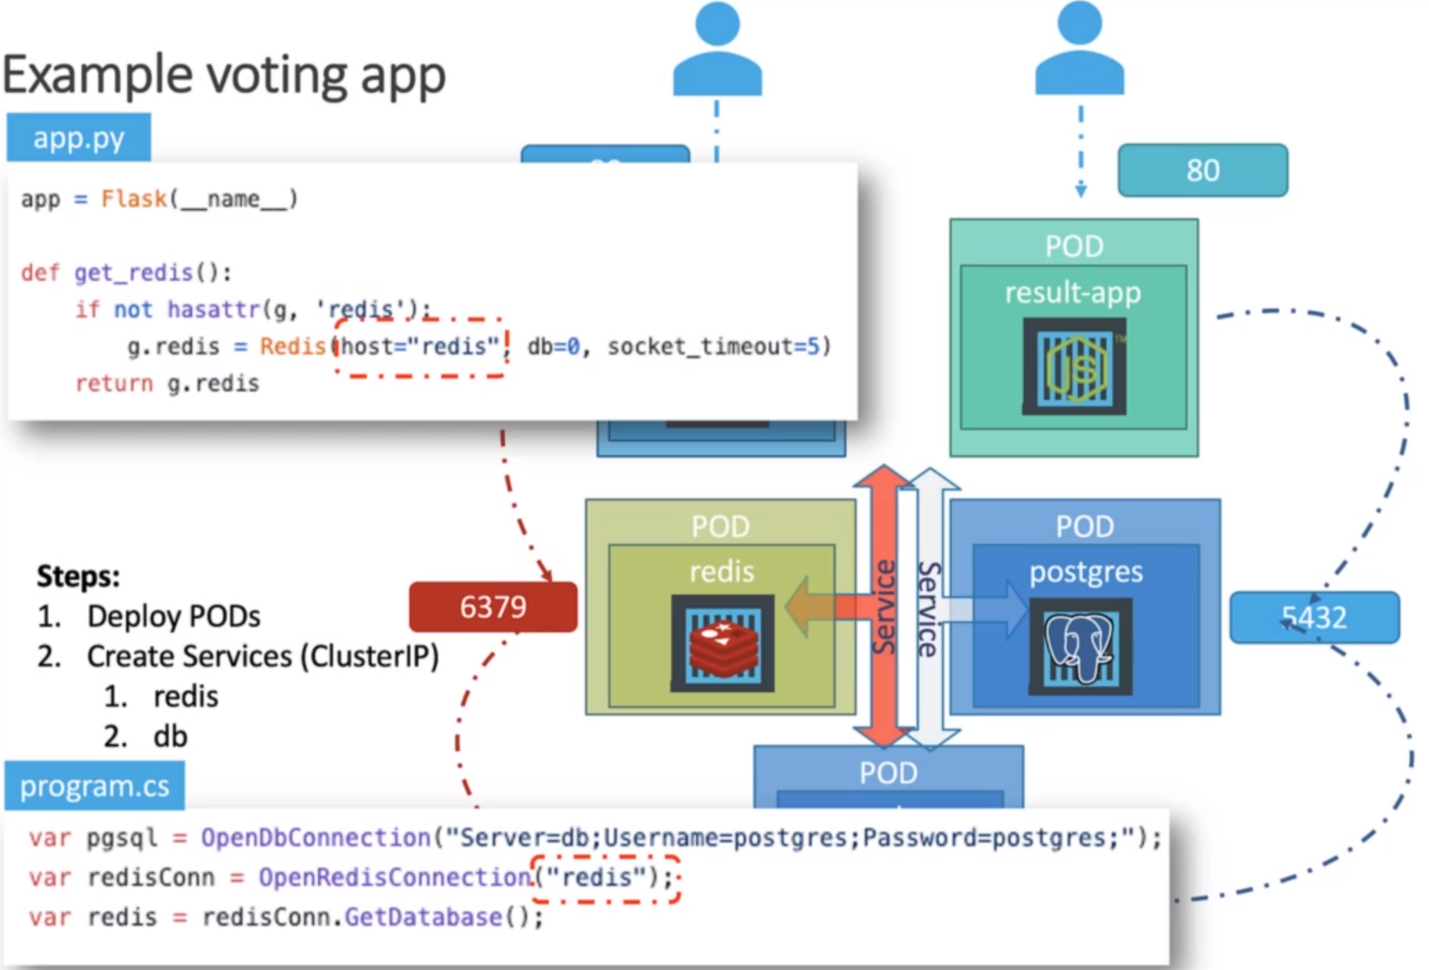 Example voting app
app.py
app = Flask(__name__)
def get_redis():
if not hasattr(g, 'redis'):
g.redis = Redis(host="redis", db=0, socket_timeout=5)
return g.redis
80
POD
result-app
JS
POD
redis
POD
postgres
Service
Service
6379
5432
Steps:
1. Deploy PODs
2. Create Services (ClusterIP)
1. redis
2. db
POD
program.cs
var pgsql = OpenDbConnection("Server=db;Username=postgres;Password=postgres;");
var redisConn = OpenRedisConnection("redis");
var redis = redisConn.GetDatabase();